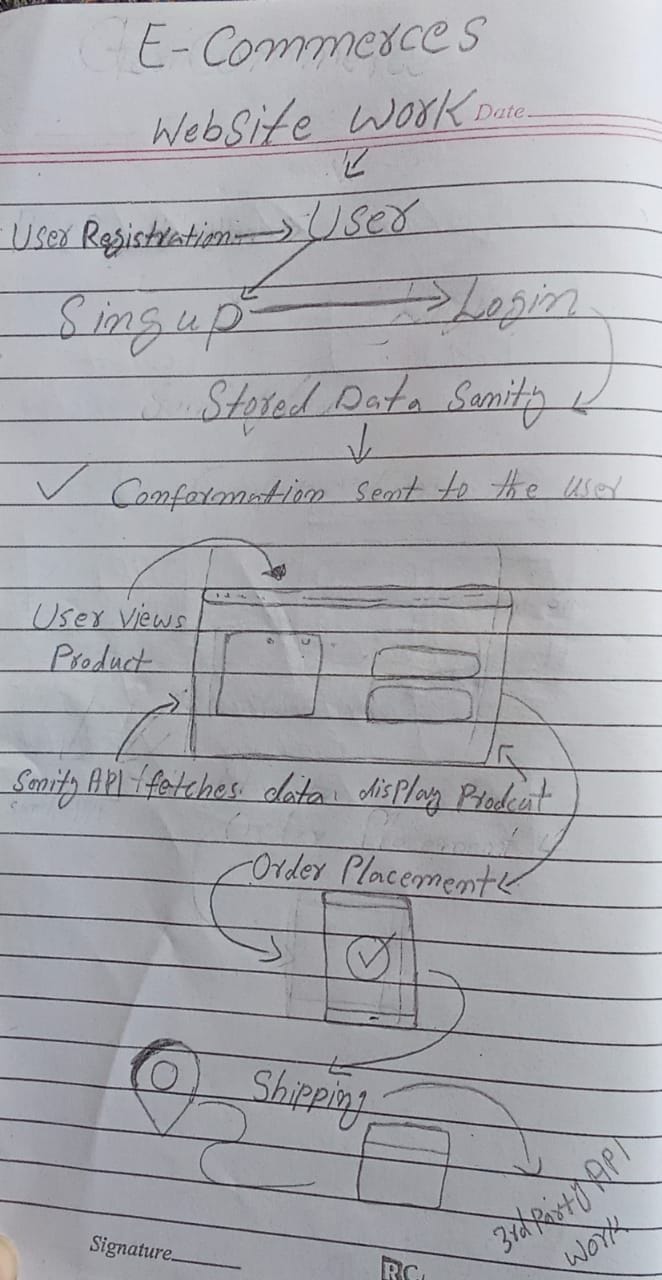 E-Commerces
Website Work Date
User Registration User
Singup Login
Stored Data Sanity
Conformation sent to the user
User views
Product
Sanity API fetches data display Prodcut
Order Placement
Shipping
3rd Party API
Work
Signature
RC